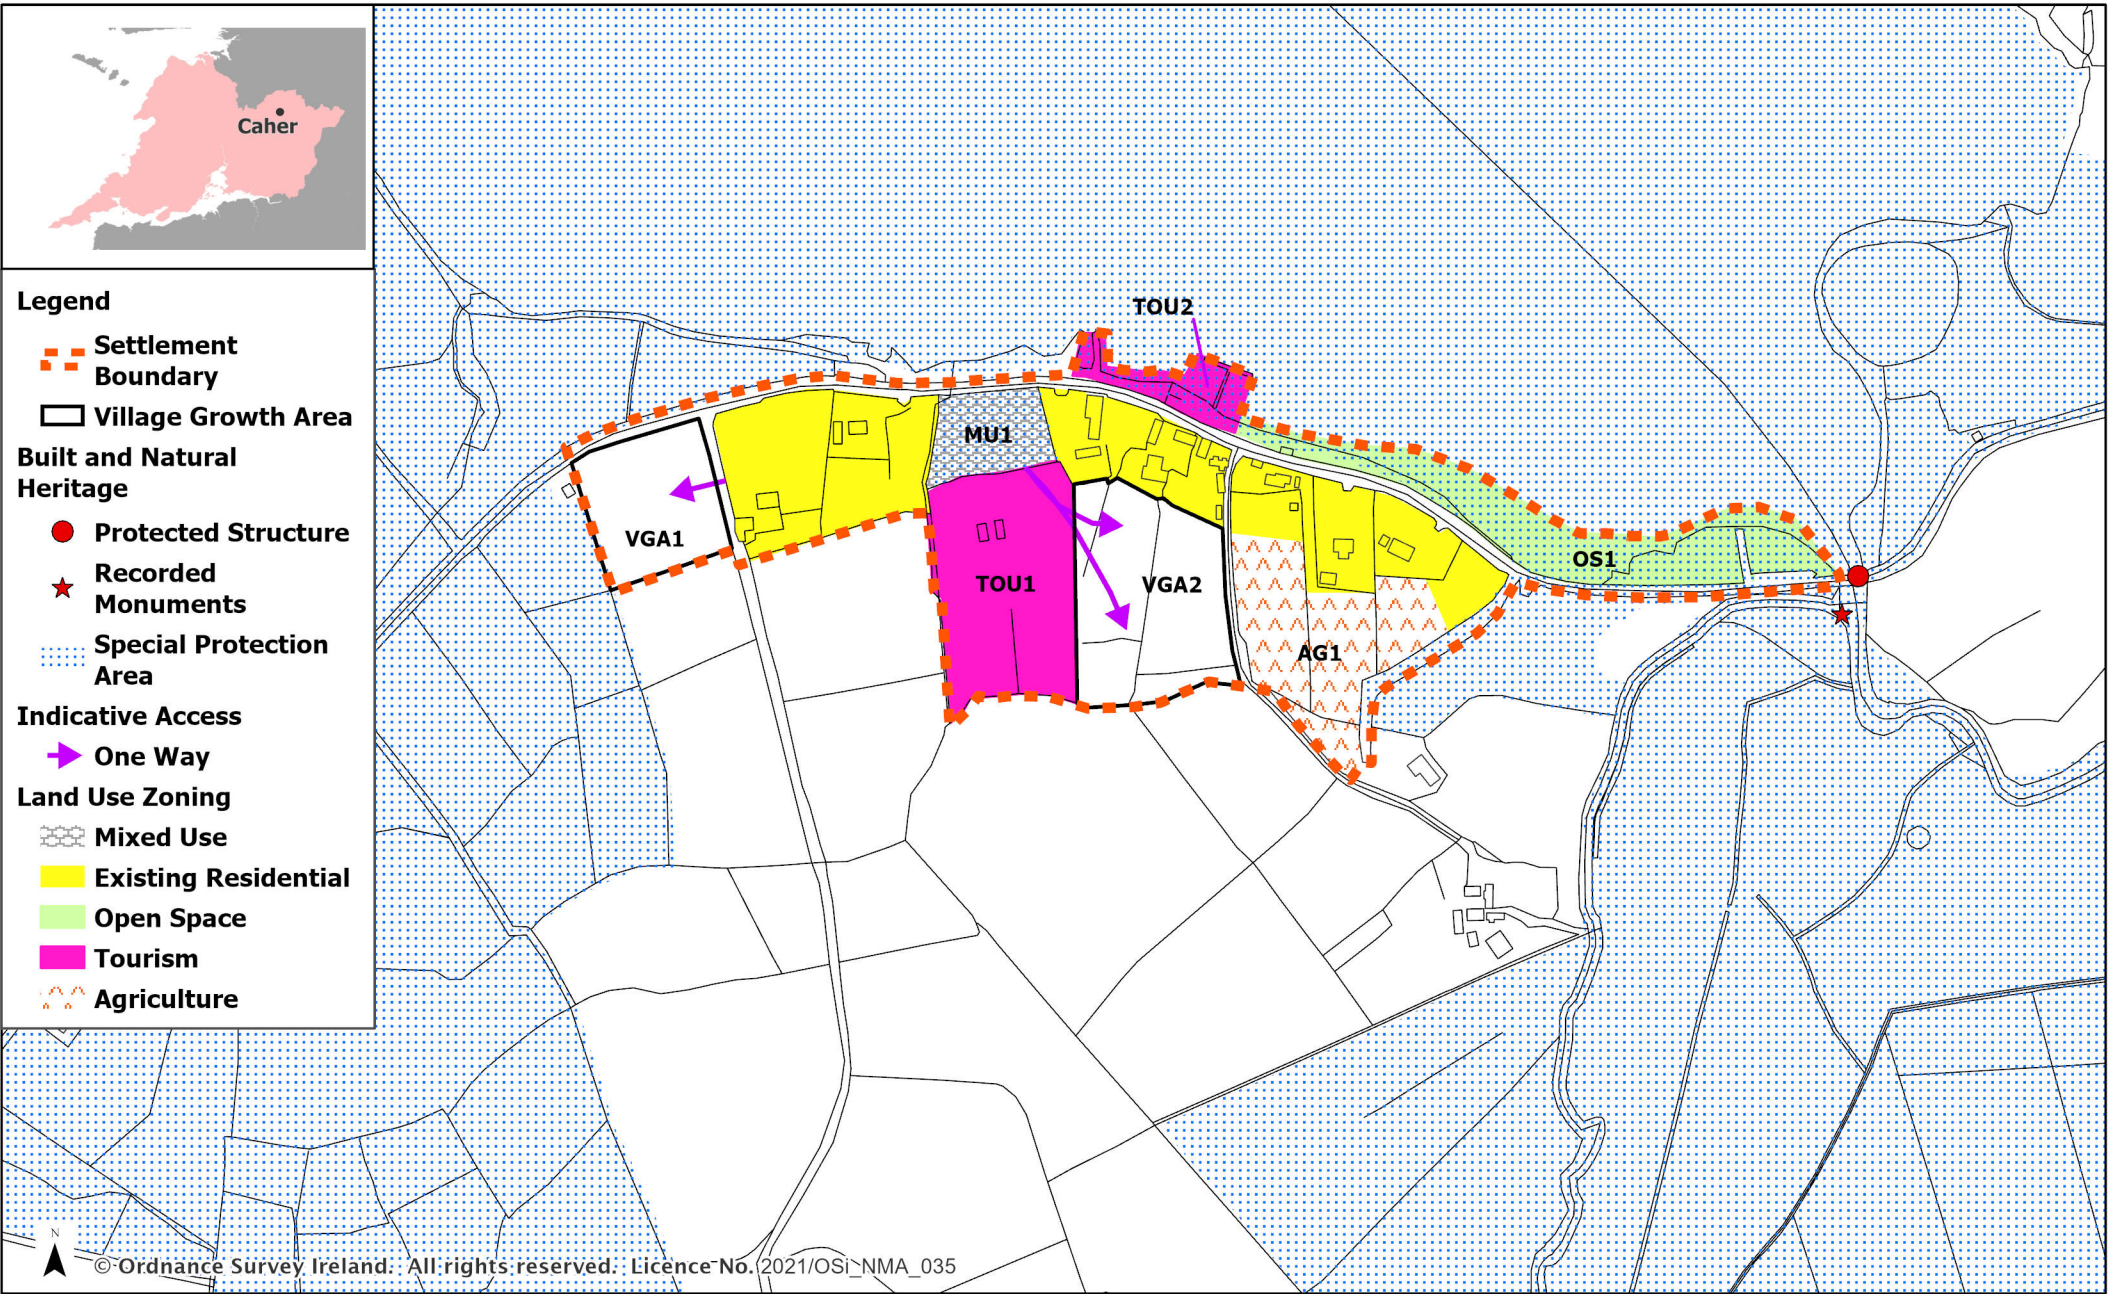 Caher
Legend
Settlement
Boundary
Village Growth Area
Built and Natural
Heritage
Protected Structure
Recorded
Monuments
Special Protection
Area
Indicative Access
One Way
Land Use Zoning
Mixed Use
Existing Residential
Open Space
Tourism
Agriculture
TOU2
MU1
VGA1
TOU1
VGA2
OS1
AG1
N
© Ordnance Survey Ireland. All rights reserved. Licence No. 2021/OSi_NMA_035